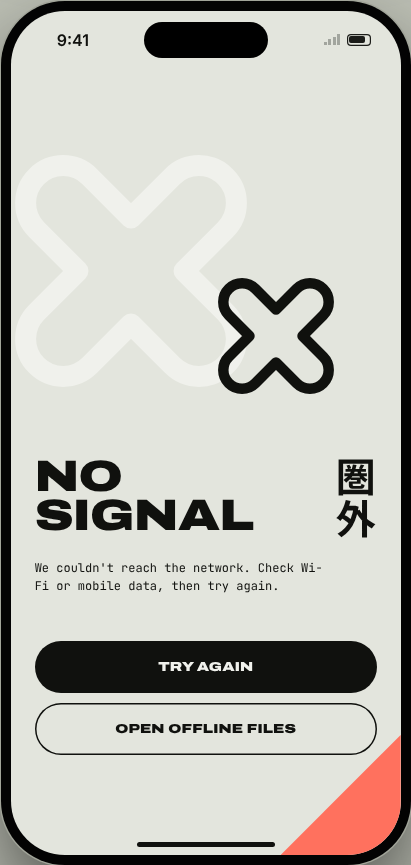 9:41
NO
SIGNAL
圏外
We couldn't reach the network. Check Wi-
Fi or mobile data, then try again.
TRY AGAIN
OPEN OFFLINE FILES